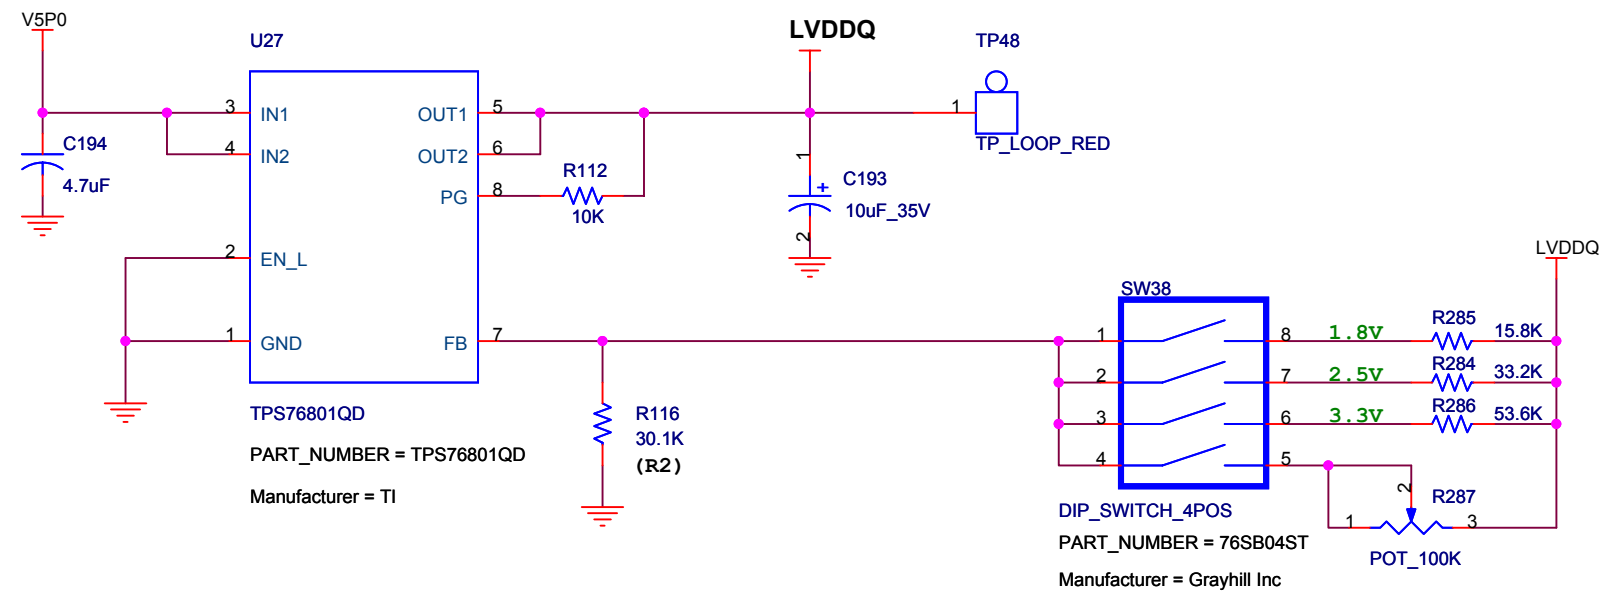 V5P0
U27
LVDDQ
TP48
3
IN1
OUT1
5
1
C194
4
IN2
OUT2
6
TP_LOOP_RED
4.7uF
R112
1
PG
8
10K
+
C193
10uF_35V
2
2
EN_L
LVDDQ
SW38
1
GND
FB
7
1
8
1.8V
R285
15.8K
2
7
2.5V
R284
33.2K
3
6
3.3V
R286
53.6K
4
5
TPS76801QD
R116
30.1K
(R2)
PART_NUMBER = TPS76801QD
Manufacturer = TI
2
R287
1
3
POT_100K
DIP_SWITCH_4POS
PART_NUMBER = 76SB04ST
Manufacturer = Grayhill Inc